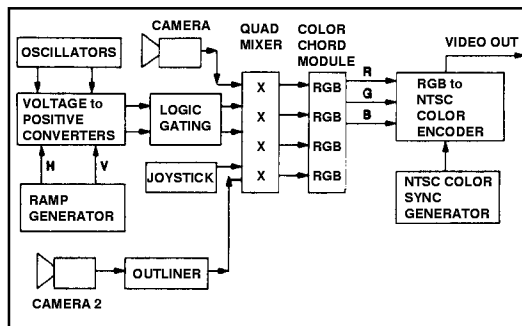 CAMERA
QUAD
MIXER
COLOR
CHORD
MODULE
VIDEO OUT
OSCILLATORS
VOLTAGE to
POSITIVE
CONVERTERS
LOGIC
GATING
X
X
X
X
RGB
RGB
RGB
RGB
R
G
B
RGB to
NTSC
COLOR
ENCODER
H
V
JOYSTICK
RAMP
GENERATOR
NTSC COLOR
SYNC
GENERATOR
OUTLINER
CAMERA 2